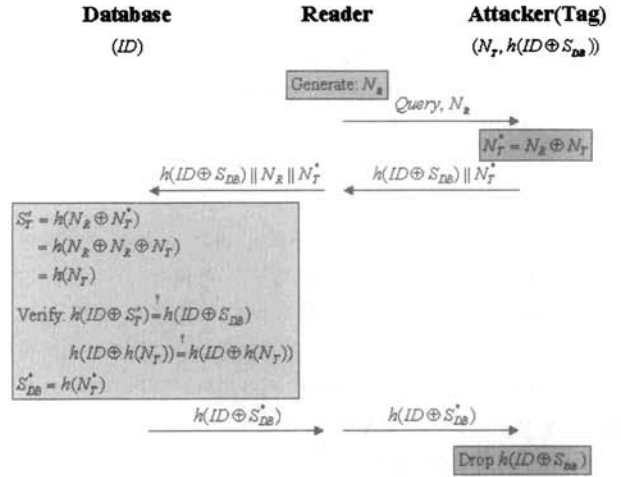 Database Reader Attacker(Tag)
(ID) (N_T, h(ID⊕S_DB))
Generate: N_R
Query, N_R
N_T^* = N_R ⊕ N_T
h(ID⊕S_DB) || N_R || N_T^* h(ID⊕S_DB) || N_T^*
S_T' = h(N_R ⊕ N_T^*)
= h(N_R ⊕ N_R ⊕ N_T)
= h(N_T)
Verify: h(ID⊕S_T') ?= h(ID⊕S_DB)
h(ID⊕h(N_T)) ?= h(ID⊕h(N_T))
S_DB^* = h(N_T^*)
h(ID⊕S_DB^*) h(ID⊕S_DB^*)
Drop h(ID⊕S_DB)